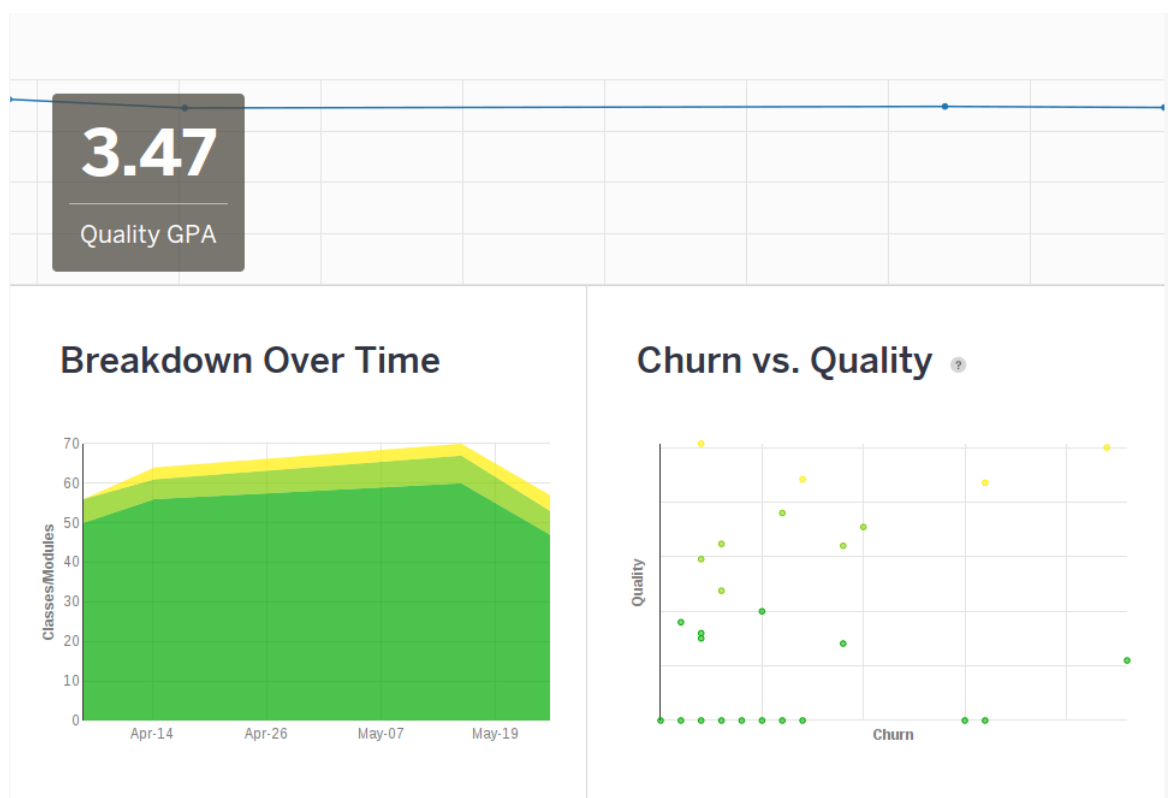 3.47
Quality GPA
Breakdown Over Time
Churn vs. Quality ?
70
60
50
40
30
20
10
0
Classes/Modules
Apr-14 Apr-26 May-07 May-19
Quality
Churn